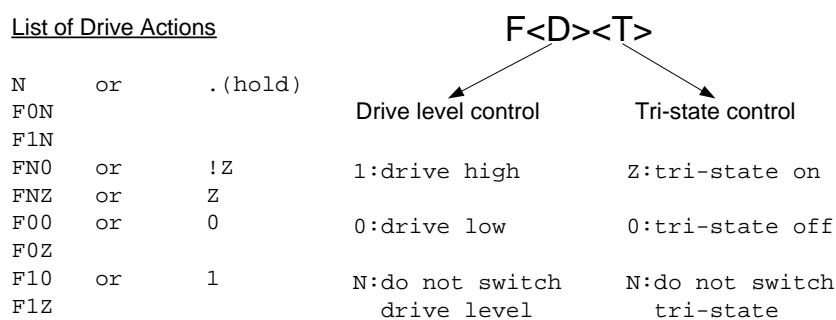 List of Drive Actions
N or .(hold)
F0N
F1N
FN0 or !Z
FNZ or Z
F00 or 0
F0Z
F10 or 1
F1Z
F<D><T>
Drive level control
1:drive high
0:drive low
N:do not switch
drive level
Tri-state control
Z:tri-state on
0:tri-state off
N:do not switch
tri-state